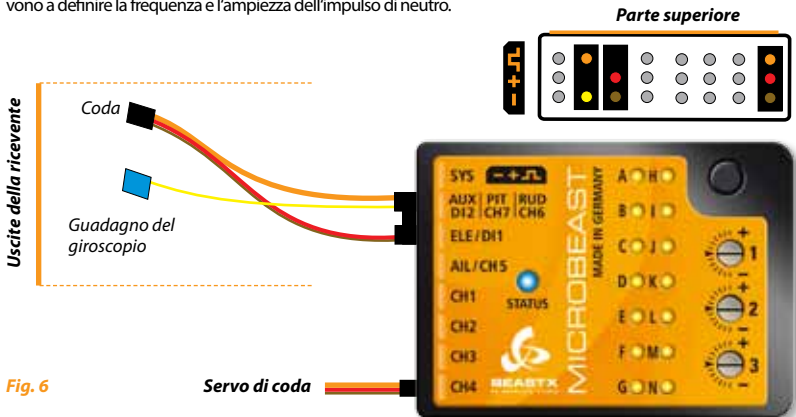 vono a definire la frequenza e l'ampiezza dell'impulso di neutro.
Parte superiore
Uscite della ricevente
Coda
Guadagno del
giroscopio
SYS
AUX PIT RUD
DI2 CH7 CH6
ELE/DI1
AIL/CH5
CH1
CH2
CH3
CH4
STATUS
BEASTX
MICROBEAST
MADE IN GERMANY
A H
B I
C J
D K
E L
F M
G N
+ 1 -
+ 2 -
+ 3 -
Fig. 6
Servo di coda